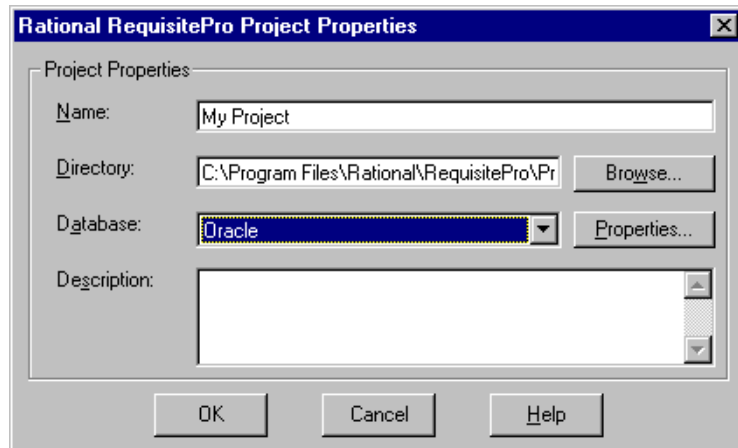 Rational RequisitePro Project Properties
Project Properties
Name:
My Project
Directory:
C:\Program Files\Rational\RequisitePro\Pr
Browse...
Database:
Oracle
Properties...
Description:
OK
Cancel
Help